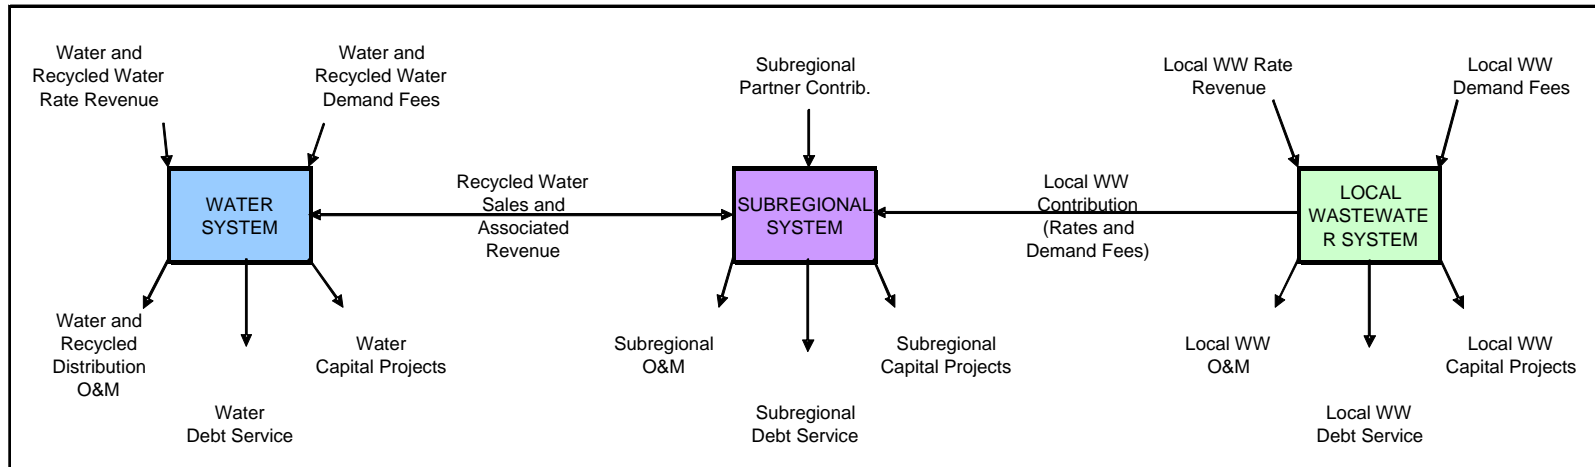 Water and
Recycled Water
Rate Revenue
Water and
Recycled Water
Demand Fees
Subregional
Partner Contrib.
Local WW Rate
Revenue
Local WW
Demand Fees
WATER
SYSTEM
Recycled Water
Sales and
Associated
Revenue
SUBREGIONAL
SYSTEM
Local WW
Contribution
(Rates and
Demand Fees)
LOCAL
WASTEWATE
R SYSTEM
Water and
Recycled
Distribution
O&M
Water
Debt Service
Water
Capital Projects
Subregional
O&M
Subregional
Debt Service
Subregional
Capital Projects
Local WW
O&M
Local WW
Debt Service
Local WW
Capital Projects